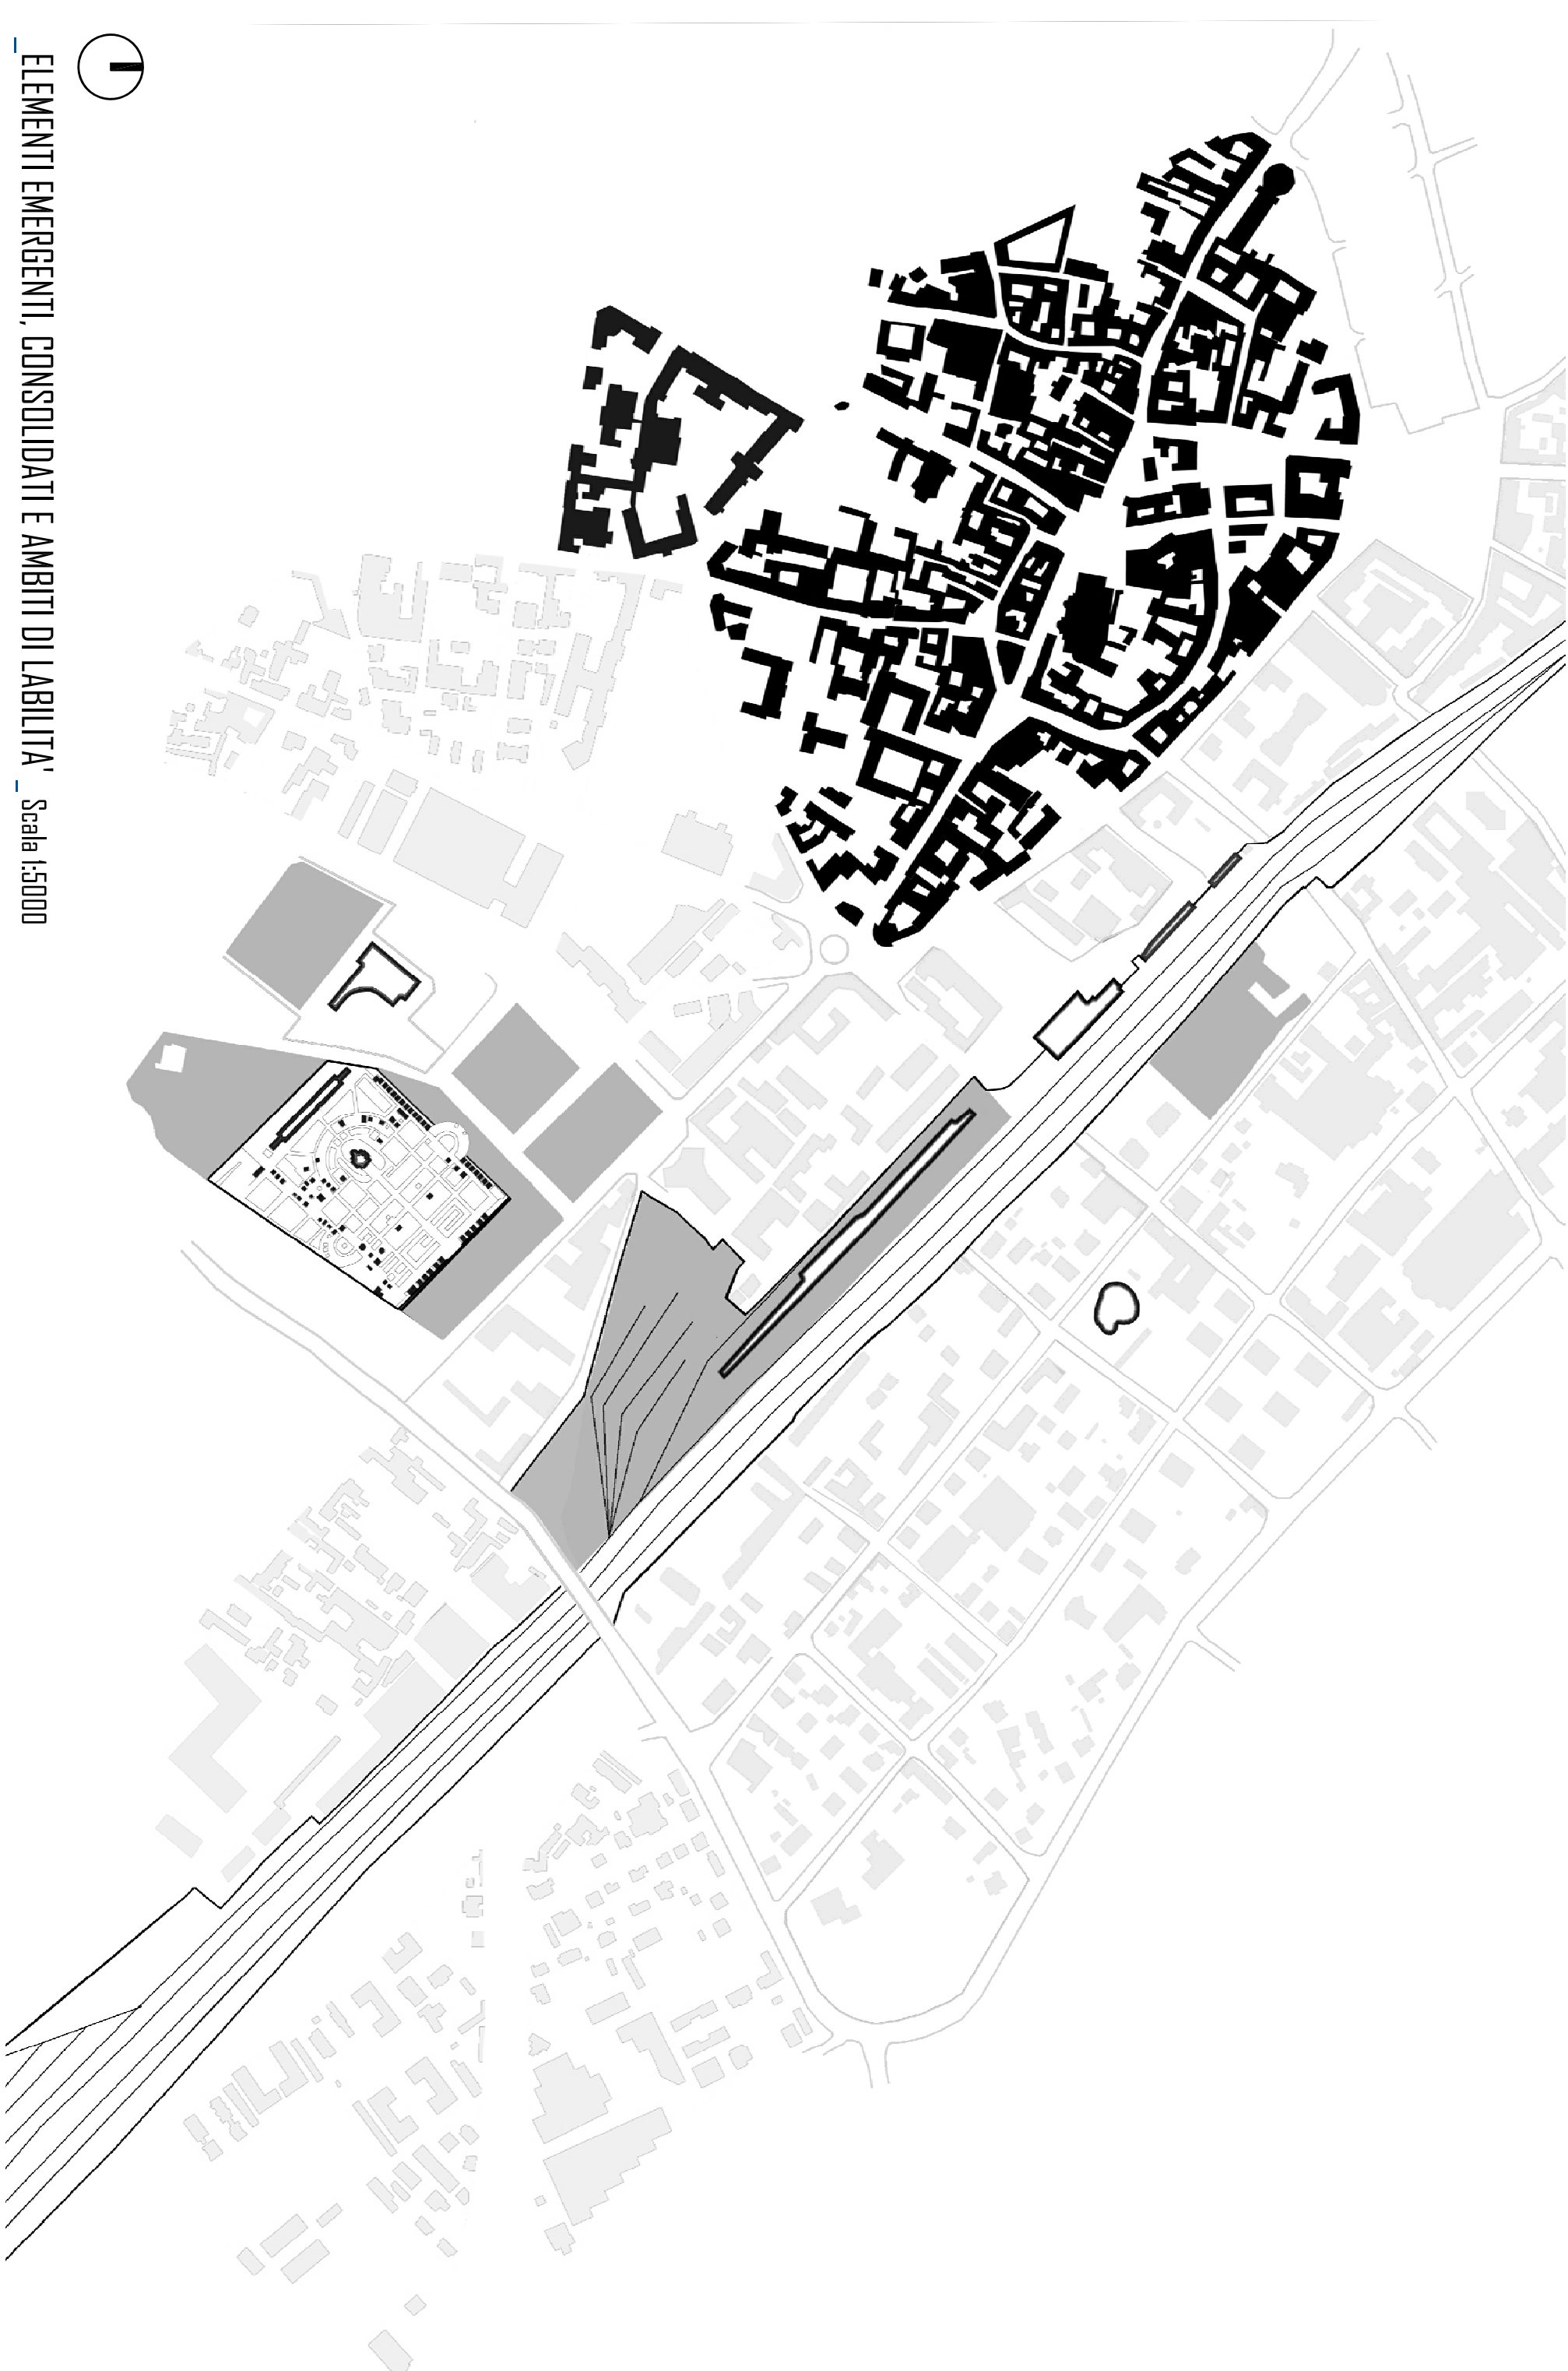 _ELEMENTI EMERGENTI, CONSOLIDATI E AMBITI DI LABILITA'_ Scala 1:5000